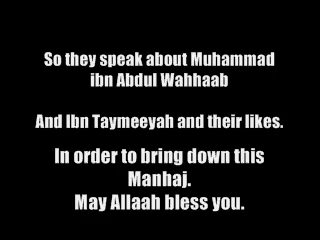 So they speak about Muhammad
ibn Abdul Wahhaab
And Ibn Taymeeyah and their likes.
In order to bring down this
Manhaj.
May Allaah bless you.